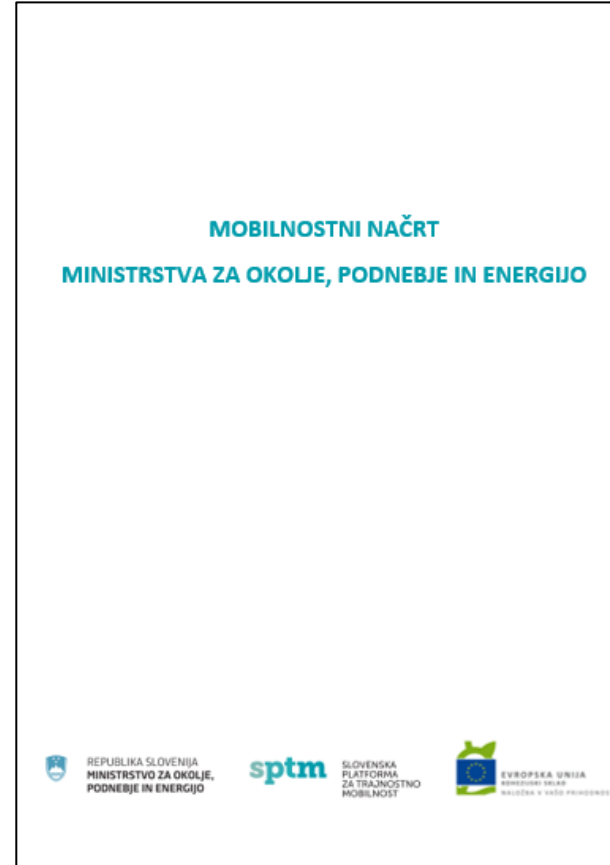 MOBILNOSTNI NAČRT
MINISTRSTVA ZA OKOLJE, PODNEBJE IN ENERGIJO
REPUBLIKA SLOVENIJA
MINISTRSTVO ZA OKOLJE,
PODNEBJE IN ENERGIJO
sptm
SLOVENSKA
PLATFORMA
ZA TRAJNOSTNO
MOBILNOST
EVROPSKA UNIJA
KOHEZIJSKI SKLAD
NALOŽBA V VAŠO PRIHODNOS